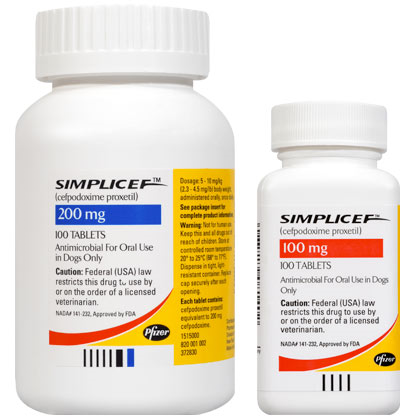 SIMPLICEF™
(cefpodoxime proxetil)
200 mg
100 TABLETS
Antimicrobial For Oral Use
in Dogs Only
Caution: Federal (USA) law
restricts this drug to use by
or on the order of a licensed
veterinarian.
NADA# 141-232, Approved by FDA
Pfizer
Dosage: 5 - 10 mg/kg
(2.3 - 4.5 mg/lb) body weight
administered orally, once
See package insert for
complete product information
Warning: Not for human use.
Keep this and all drugs out of
reach of children. Store at
controlled room temperature
20° to 25°C (68° to 77°F).
Dispense in tight, light-
resistant container. Replace
cap securely after each
opening.
Each tablet contains
cefpodoxime proxetil
equivalent to 200 mg
cefpodoxime.
1515000
820 001 002
372830
SIMPLICEF™
(cefpodoxime proxetil)
100 mg
100 TABLETS
Antimicrobial For Oral Use in Dogs
Only
Caution: Federal (USA) law
restricts this drug to use by or
on the order of a licensed
veterinarian.
NADA# 141-232, Approved by FDA
Pfizer